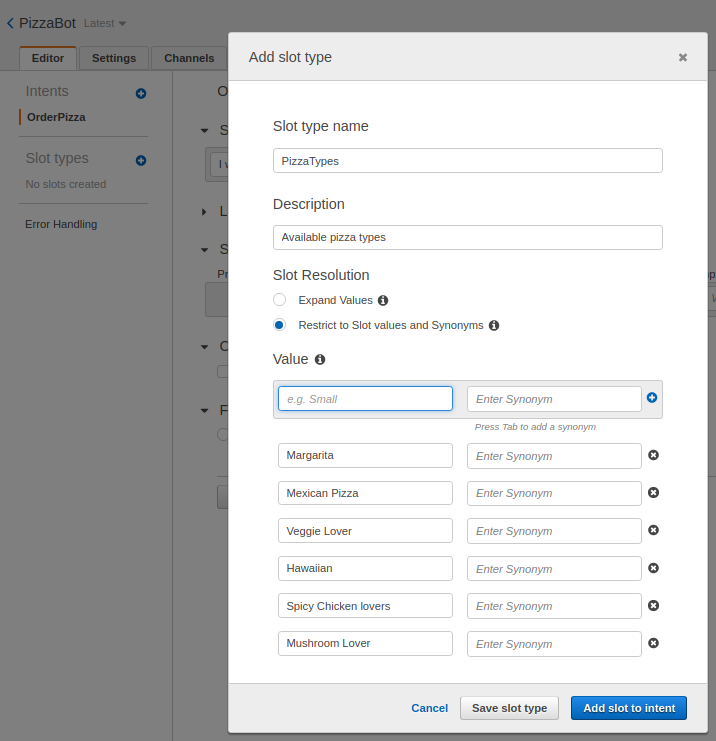 PizzaBot Latest
Editor Settings Channels
Intents
OrderPizza
Slot types
No slots created
Error Handling
Add slot type
Slot type name
PizzaTypes
Description
Available pizza types
Slot Resolution
Expand Values
Restrict to Slot values and Synonyms
Value
e.g. Small Enter Synonym
Press Tab to add a synonym
Margarita Enter Synonym
Mexican Pizza Enter Synonym
Veggie Lover Enter Synonym
Hawaiian Enter Synonym
Spicy Chicken lovers Enter Synonym
Mushroom Lover Enter Synonym
Cancel Save slot type Add slot to intent